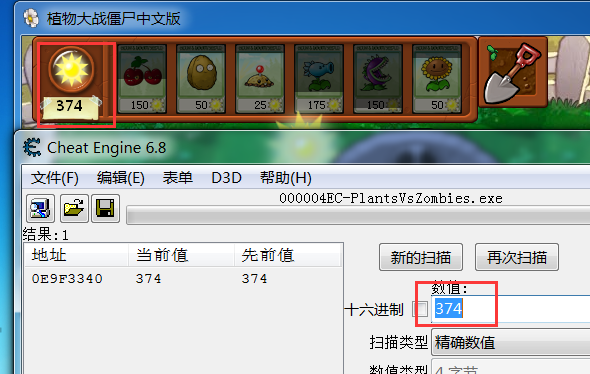 植物大战僵尸中文版
374 150 50 25 175 150 50
Cheat Engine 6.8
文件(F) 编辑(E) 表单 D3D 帮助(H)
000004EC-PlantsVsZombies.exe
结果:1
地址 当前值 先前值
0E9F3340 374 374
新的扫描 再次扫描
数值:
十六进制 374
扫描类型 精确数值
数值类型 4 字节